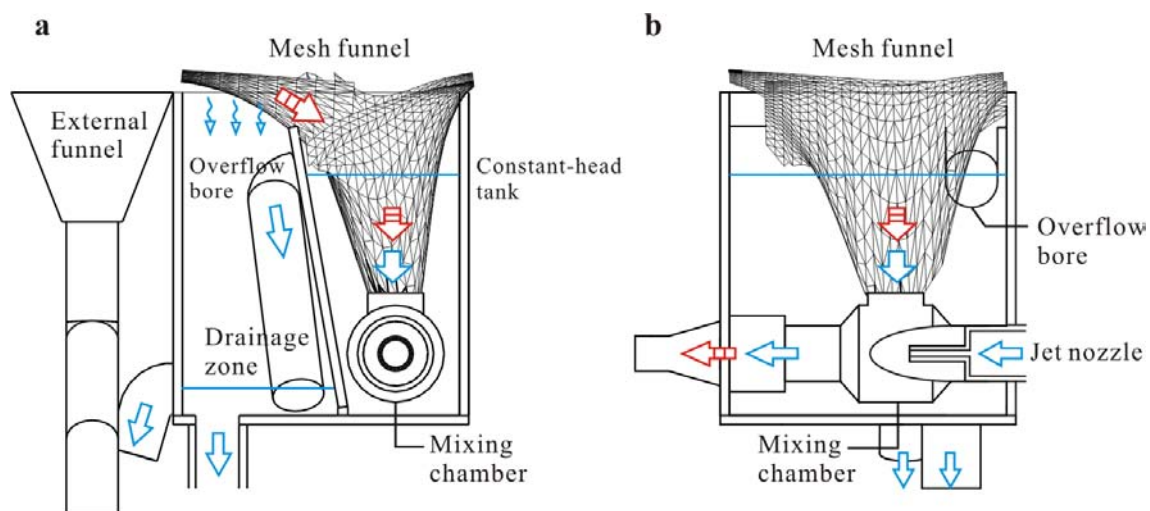 a
Mesh funnel
External
funnel
Overflow
bore
Constant-head
tank
Drainage
zone
Mixing
chamber
b
Mesh funnel
Overflow
bore
Jet nozzle
Mixing
chamber